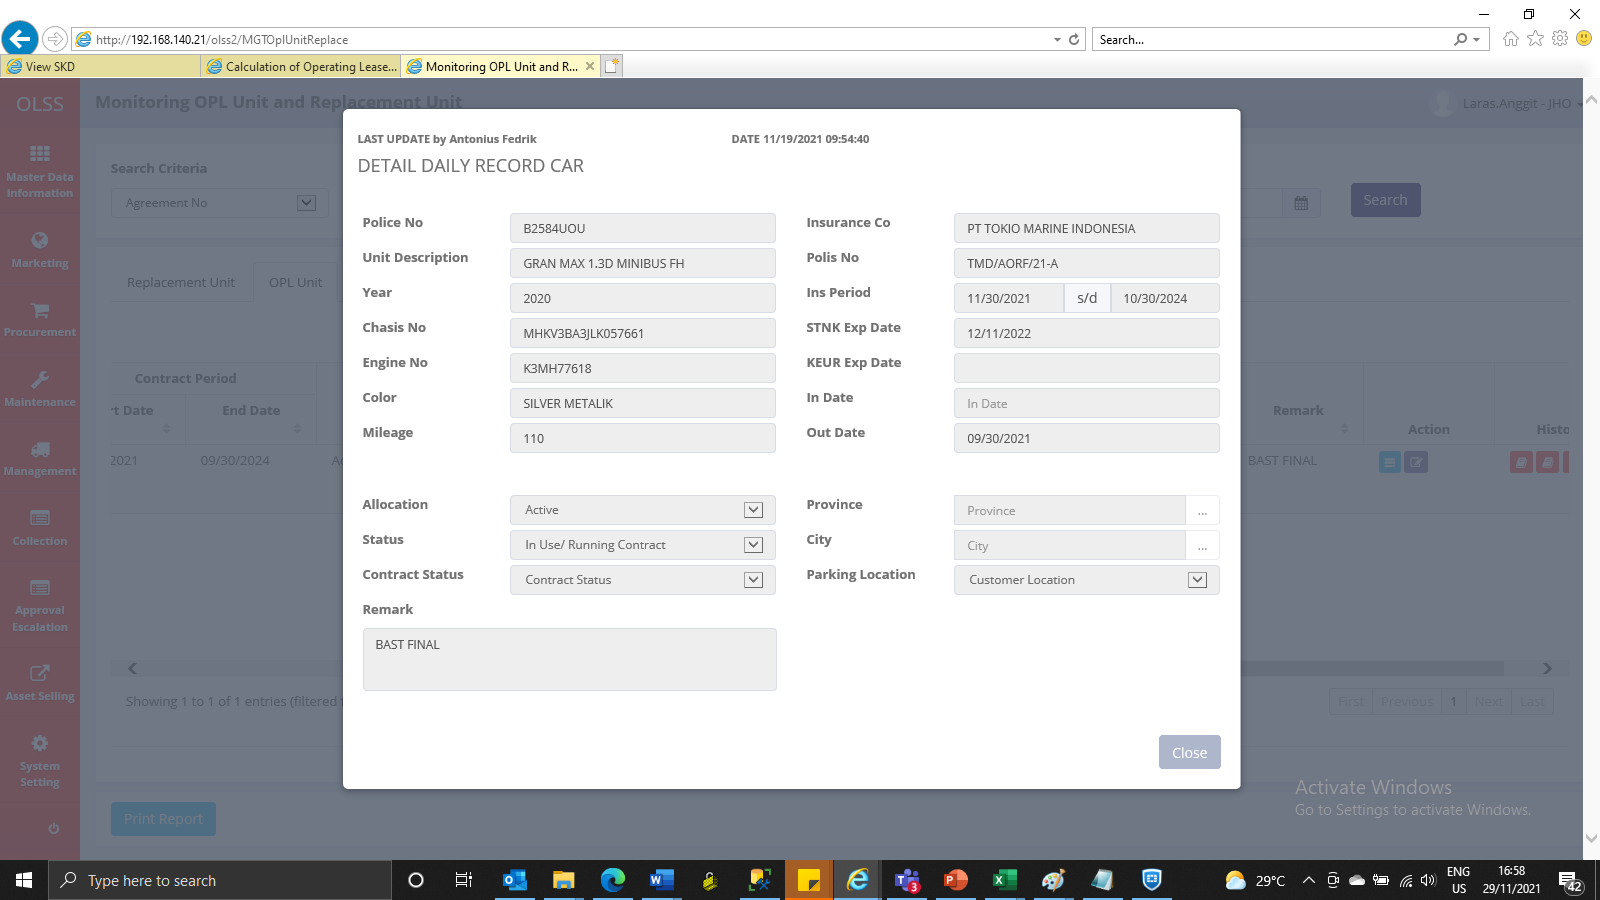 http://192.168.140.21/olss2/MGTOplUnitReplace
Search...
View SKD
Calculation of Operating Lease...
Monitoring OPL Unit and R...
OLSS
Monitoring OPL Unit and Replacement Unit
Laras.Anggit - JHO
Master Data
Information
Marketing
Procurement
Maintenance
Management
Collection
Approval
Escalation
Asset Selling
System
Setting
Search Criteria
Agreement No
Search
Replacement Unit
OPL Unit
Contract Period
rt Date
End Date
Remark
Action
Histo
2021
09/30/2024
BAST FINAL
Showing 1 to 1 of 1 entries (filtered
First
Previous
1
Next
Last
Print Report
LAST UPDATE by Antonius Fedrik
DATE 11/19/2021 09:54:40
DETAIL DAILY RECORD CAR
Police No
B2584UOU
Insurance Co
PT TOKIO MARINE INDONESIA
Unit Description
GRAN MAX 1.3D MINIBUS FH
Polis No
TMD/AORF/21-A
Year
2020
Ins Period
11/30/2021 s/d 10/30/2024
Chasis No
MHKV3BA3JLK057661
STNK Exp Date
12/11/2022
Engine No
K3MH77618
KEUR Exp Date
Color
SILVER METALIK
In Date
In Date
Mileage
110
Out Date
09/30/2021
Allocation
Active
Province
Province
...
Status
In Use/ Running Contract
City
City
...
Contract Status
Contract Status
Parking Location
Customer Location
Remark
BAST FINAL
Close
Activate Windows
Go to Settings to activate Windows.
Type here to search
3
29°C
ENG
US
16:58
29/11/2021
42